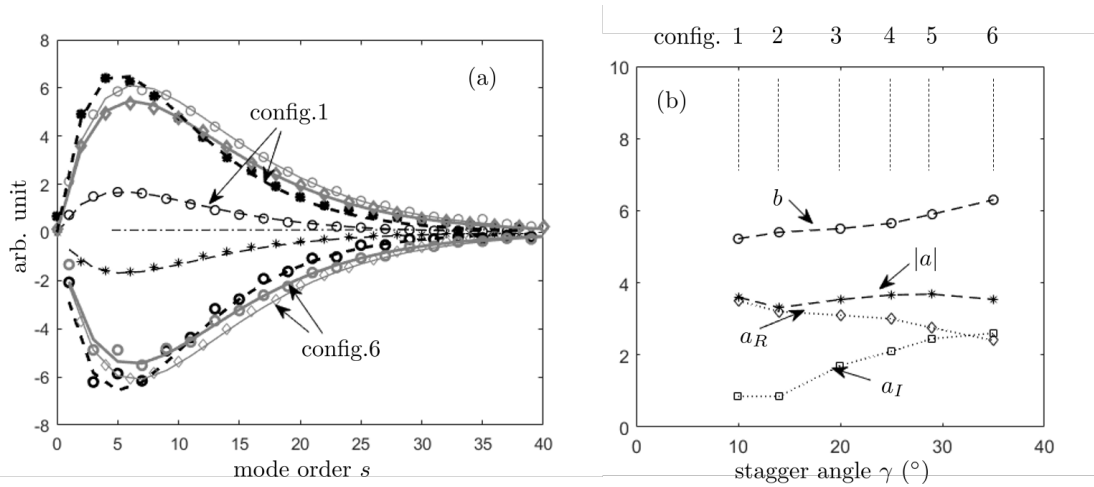 8
6
4
2
0
-2
-4
-6
-8
arb. unit
(a)
config.1
config.6
0 5 10 15 20 25 30 35 40
mode order s
config. 1 2 3 4 5 6
10
8
6
4
2
0
(b)
b
|a|
a_R
a_I
0 10 20 30 40
stagger angle γ (°)